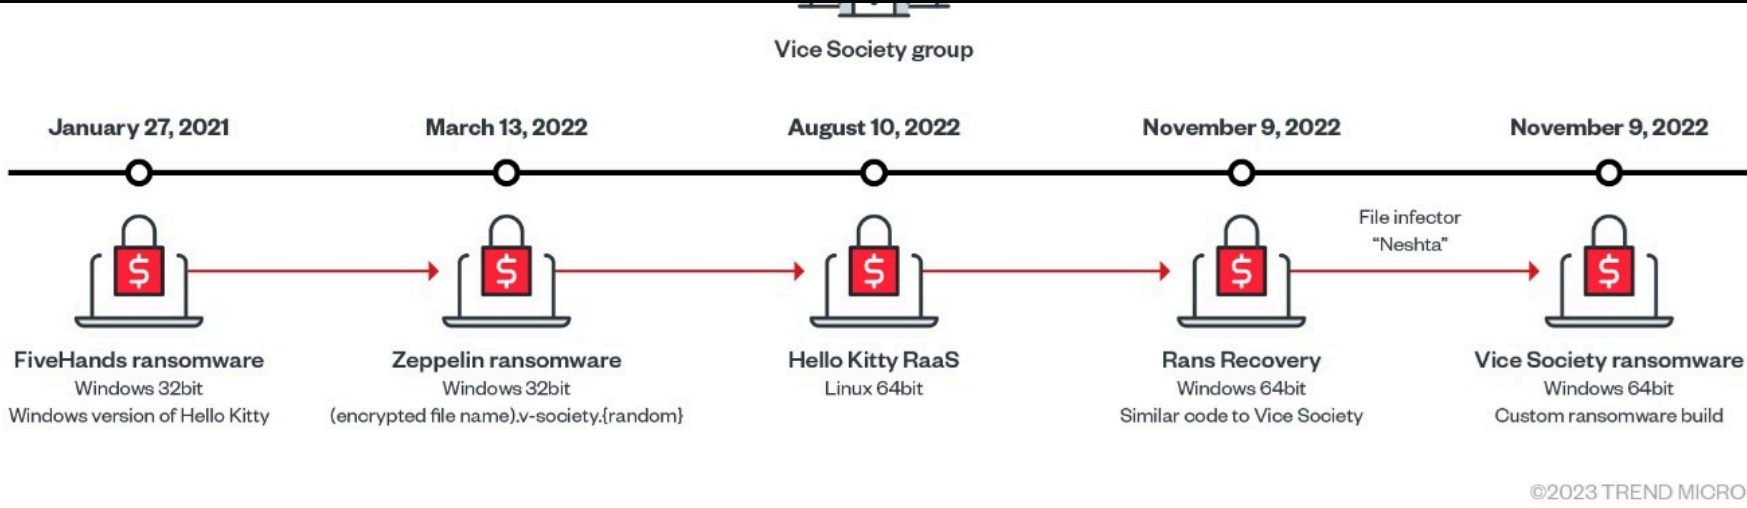 Vice Society group
January 27, 2021
March 13, 2022
August 10, 2022
November 9, 2022
November 9, 2022
File infector
“Neshta”
$
$
$
$
$
FiveHands ransomware
Windows 32bit
Windows version of Hello Kitty
Zeppelin ransomware
Windows 32bit
(encrypted file name).v-society.{random}
Hello Kitty RaaS
Linux 64bit
Rans Recovery
Windows 64bit
Similar code to Vice Society
Vice Society ransomware
Windows 64bit
Custom ransomware build
©2023 TREND MICRO